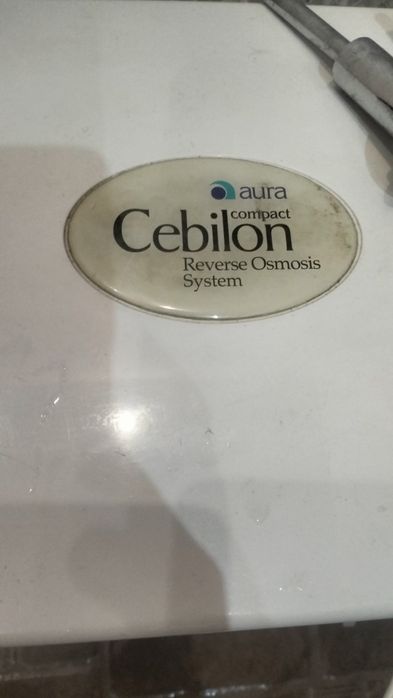 aura
compact
Cebilon
Reverse Osmosis
System